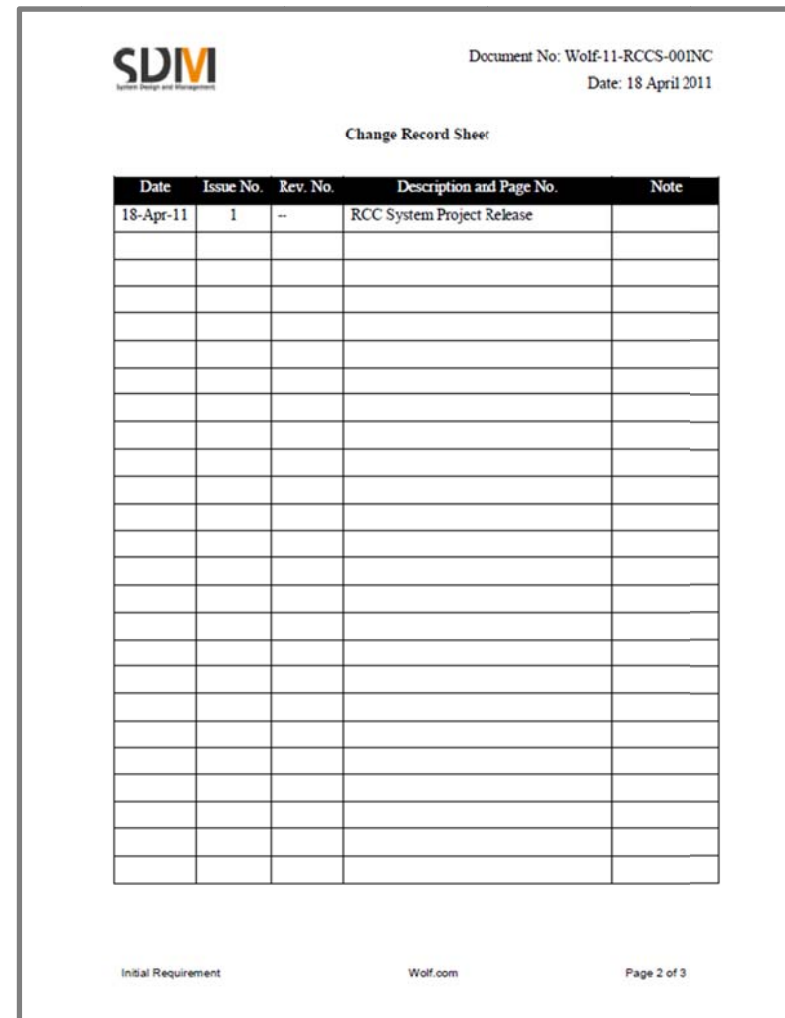 SDM
System Design and Management
Document No: Wolf-11-RCCS-001NC
Date: 18 April 2011
Change Record Sheet
Date Issue No. Rev. No. Description and Page No. Note
18-Apr-11 1 -- RCC System Project Release
Initial Requirement Wolf.com Page 2 of 3